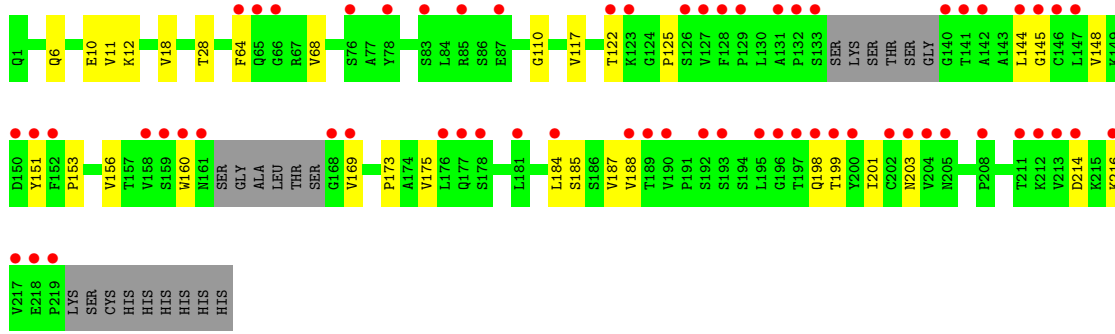 Q1 Q6 E10 V11 K12 V18 T28 F64 Q65 G66 R67 V68 S76 A77 Y78 S83 L84 R85 S86 E87 G110 V117 T122 K123 G124 P125 S126 V127 F128 P129 L130 A131 P132 S133 SER LYS SER THR SER GLY G140 T141 A142 A143 L144 G145 C146 L147 V148 K149
D150 Y151 F152 P153 V156 T157 V158 S159 W160 N161 SER GLY ALA LEU THR SER G168 V169 P173 A174 V175 L176 Q177 S178 L181 L184 S185 S186 V187 V188 T189 V190 P191 S192 S193 S194 L195 G196 T197 Q198 T199 Y200 I201 C202 N203 V204 N205 P208 T211 K212 V213 D214 K215 K216
V217 E218 P219 LYS SER CYS HIS HIS HIS HIS HIS HIS